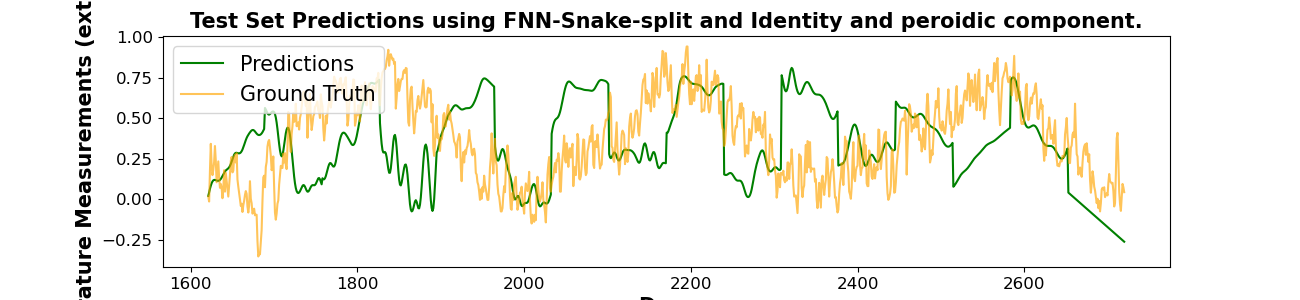 Test Set Predictions using FNN-Snake-split and Identity and peroidic component.
Predictions
Ground Truth
1.00
0.75
0.50
0.25
0.00
−0.25
1600 1800 2000 2200 2400 2600
Measurements